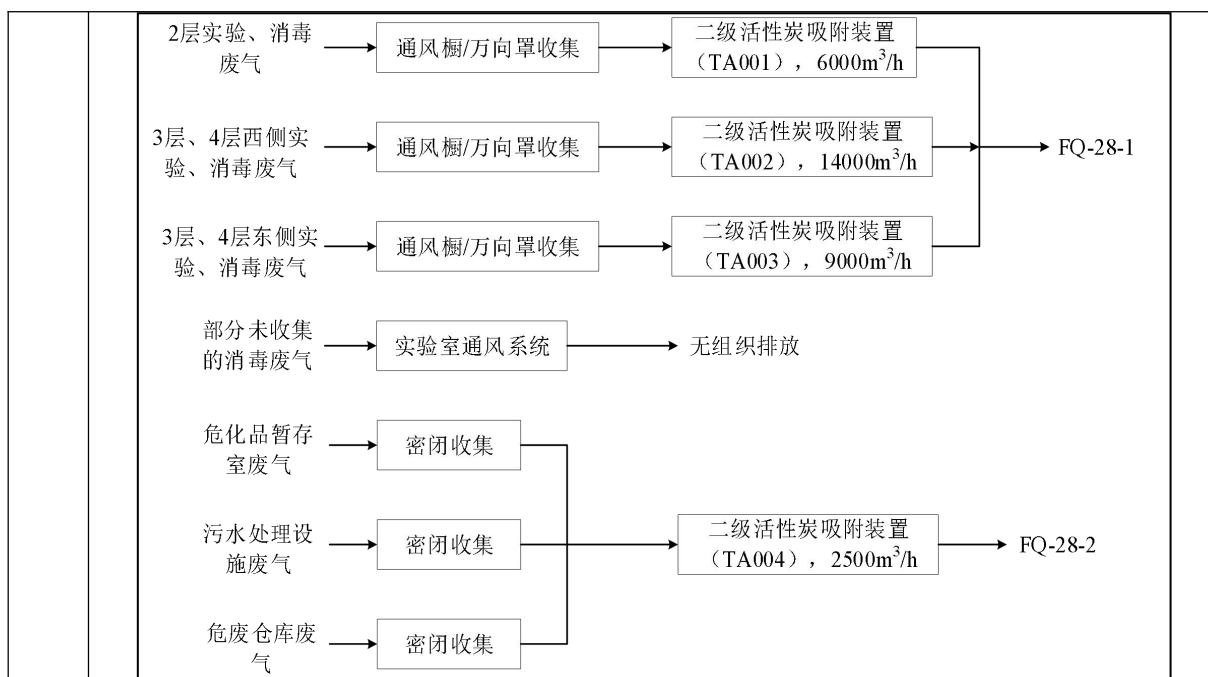 2层实验、消毒
废气
通风橱/万向罩收集
二级活性炭吸附装置
（TA001），6000m³/h
3层、4层西侧实
验、消毒废气
通风橱/万向罩收集
二级活性炭吸附装置
（TA002），14000m³/h
FQ-28-1
3层、4层东侧实
验、消毒废气
通风橱/万向罩收集
二级活性炭吸附装置
（TA003），9000m³/h
部分未收集
的消毒废气
实验室通风系统
无组织排放
危化品暂存
室废气
密闭收集
污水处理设
施废气
密闭收集
二级活性炭吸附装置
（TA004），2500m³/h
FQ-28-2
危废仓库废
气
密闭收集